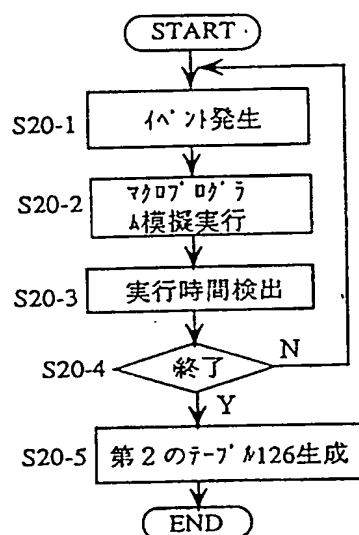 START
S20-1
ｲﾍﾞﾝﾄ発生
S20-2
ﾏｸﾛﾌﾟﾛｸﾞﾗ
ﾑ模擬実行
S20-3
実行時間検出
S20-4
終了
N
Y
S20-5
第2のﾃｰﾌﾞﾙ126生成
END